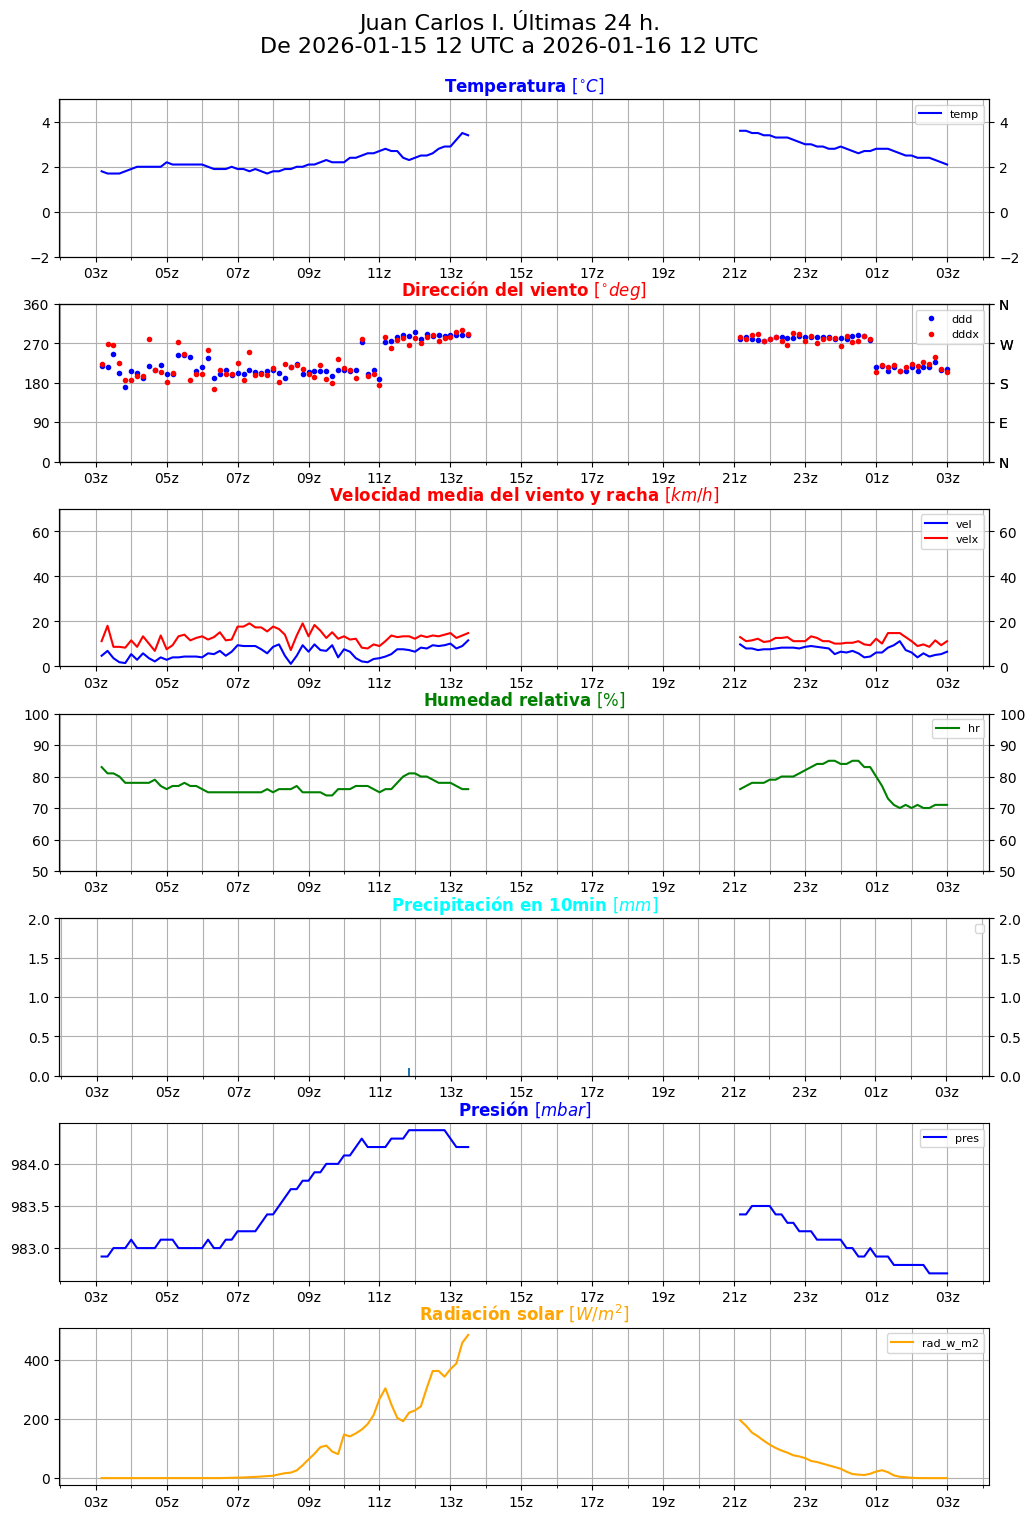 Juan Carlos I. Últimas 24 h.
De 2026-01-15 12 UTC a 2026-01-16 12 UTC
Temperatura [°C]
temp
4 4
2 2
0 0
−2 −2
03z 05z 07z 09z 11z 13z 15z 17z 19z 21z 23z 01z 03z
Dirección del viento [°deg]
ddd
dddx
360 N
270 W
180 S
90 E
0 N
03z 05z 07z 09z 11z 13z 15z 17z 19z 21z 23z 01z 03z
Velocidad media del viento y racha [km/h]
vel
velx
60 60
40 40
20 20
0 0
03z 05z 07z 09z 11z 13z 15z 17z 19z 21z 23z 01z 03z
Humedad relativa [%]
hr
100 100
90 90
80 80
70 70
60 60
50 50
03z 05z 07z 09z 11z 13z 15z 17z 19z 21z 23z 01z 03z
Precipitación en 10min [mm]
2.0 2.0
1.5 1.5
1.0 1.0
0.5 0.5
0.0 0.0
03z 05z 07z 09z 11z 13z 15z 17z 19z 21z 23z 01z 03z
Presión [mbar]
pres
984.0
983.5
983.0
03z 05z 07z 09z 11z 13z 15z 17z 19z 21z 23z 01z 03z
Radiación solar [W/m²]
rad_w_m2
400
200
0
03z 05z 07z 09z 11z 13z 15z 17z 19z 21z 23z 01z 03z